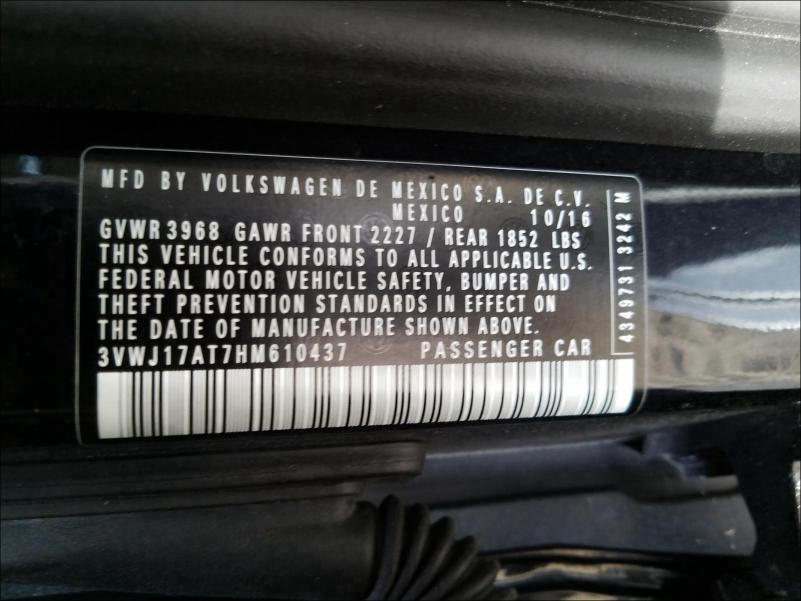 MFD BY VOLKSWAGEN DE MEXICO S.A. DE C.V.
MEXICO 10/16
GVWR 3968 GAWR FRONT 2227 / REAR 1852 LBS
THIS VEHICLE CONFORMS TO ALL APPLICABLE U.S.
FEDERAL MOTOR VEHICLE SAFETY, BUMPER AND
THEFT PREVENTION STANDARDS IN EFFECT ON
THE DATE OF MANUFACTURE SHOWN ABOVE.
3VWJ17AT7HM610437 PASSENGER CAR
4349731 3242 M